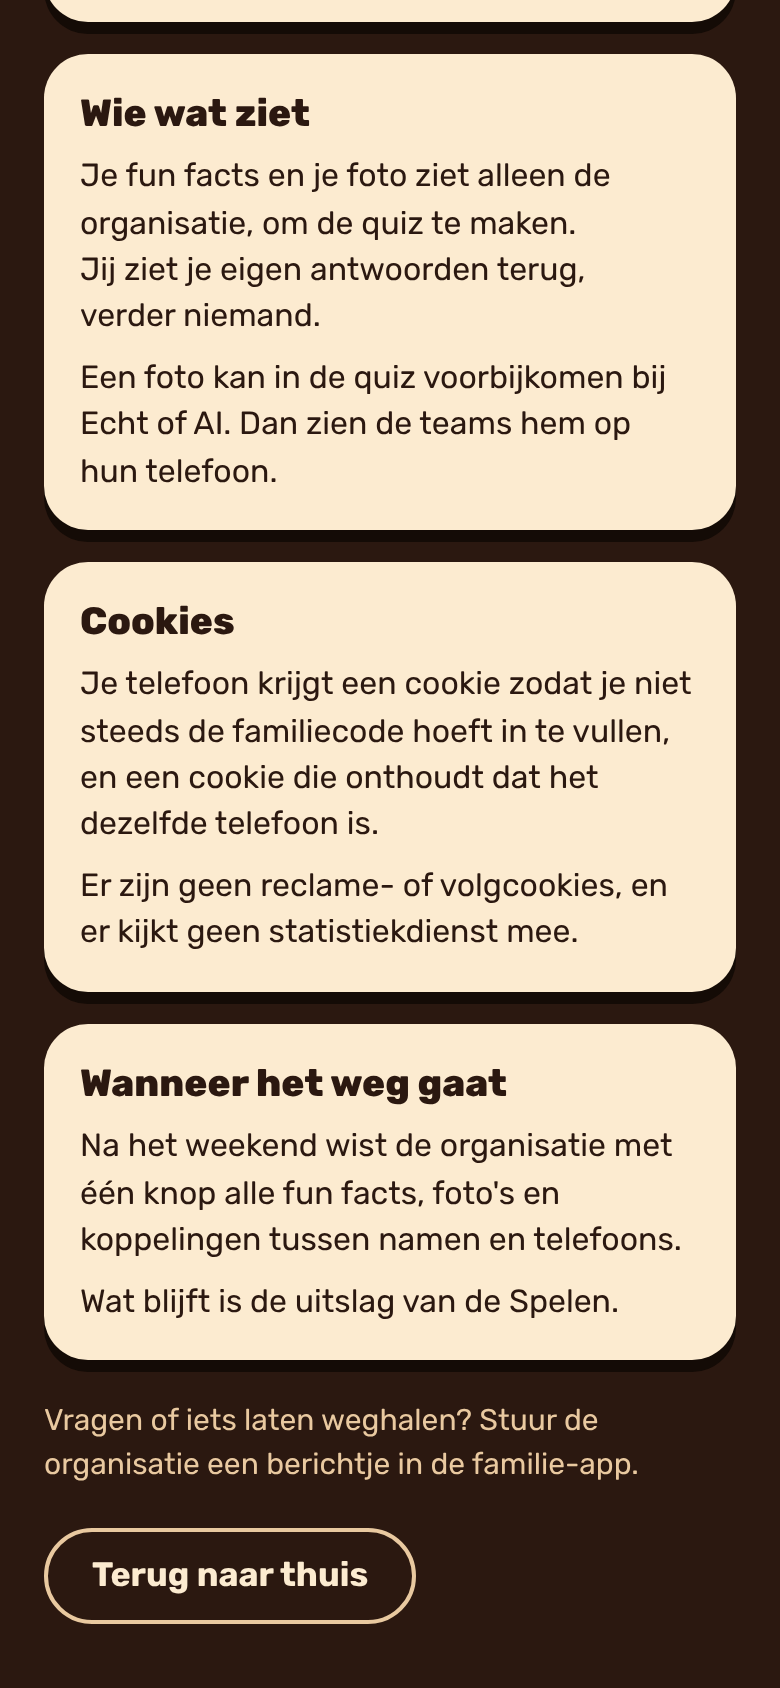 Wie wat ziet
Je fun facts en je foto ziet alleen de
organisatie, om de quiz te maken.
Jij ziet je eigen antwoorden terug,
verder niemand.
Een foto kan in de quiz voorbijkomen bij
Echt of AI. Dan zien de teams hem op
hun telefoon.
Cookies
Je telefoon krijgt een cookie zodat je niet
steeds de familiecode hoeft in te vullen,
en een cookie die onthoudt dat het
dezelfde telefoon is.
Er zijn geen reclame- of volgcookies, en
er kijkt geen statistiekdienst mee.
Wanneer het weg gaat
Na het weekend wist de organisatie met
één knop alle fun facts, foto's en
koppelingen tussen namen en telefoons.
Wat blijft is de uitslag van de Spelen.
Vragen of iets laten weghalen? Stuur de
organisatie een berichtje in de familie-app.
Terug naar thuis